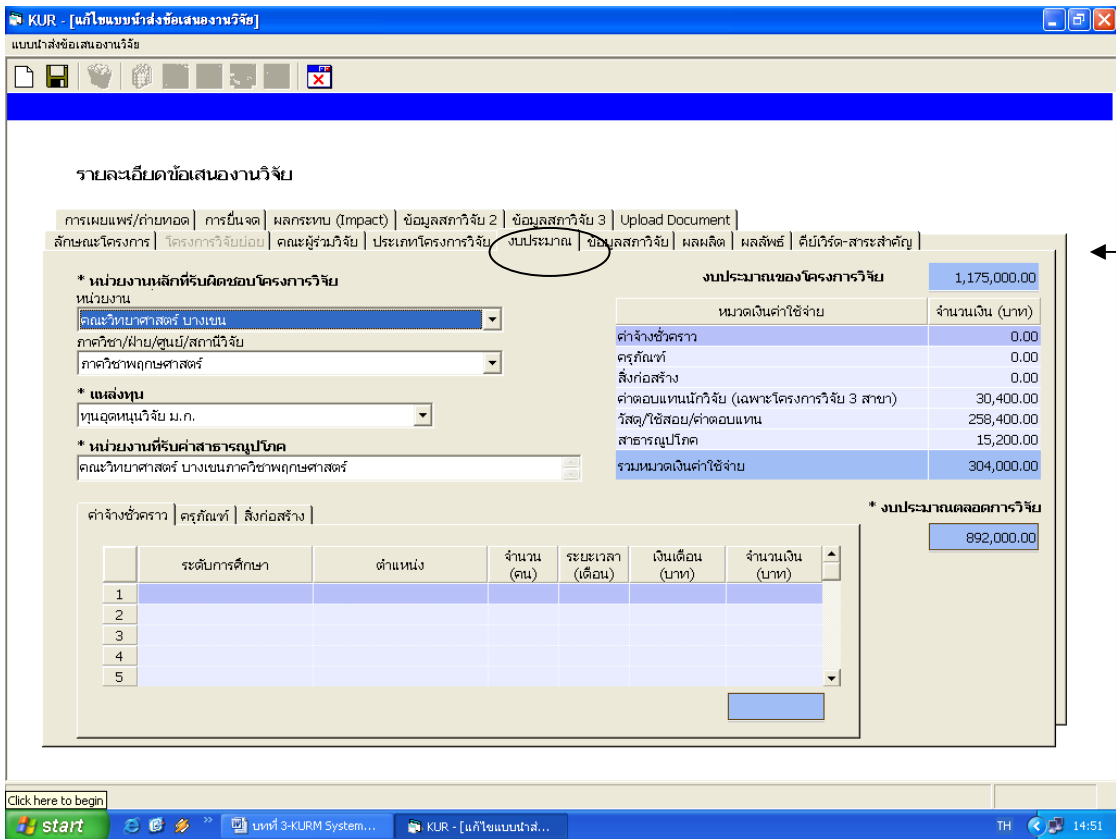 KUR - [แก้ไขแบบนำส่งข้อเสนองานวิจัย]
แบบนำส่งข้อเสนองานวิจัย
รายละเอียดข้อเสนองานวิจัย
การเผยแพร่/ถ่ายทอด การยื่นจด ผลกระทบ (Impact) ข้อมูลสภาวิจัย 2 ข้อมูลสภาวิจัย 3 Upload Document
ลักษณะโครงการ โครงการวิจัยย่อย คณะผู้ร่วมวิจัย ประเภทโครงการวิจัย งบประมาณ ข้อมูลสภาวิจัย ผลผลิต ผลลัพธ์ คีย์เวิร์ด-สาระสำคัญ
* หน่วยงานหลักที่รับผิดชอบโครงการวิจัย
หน่วยงาน
คณะวิทยาศาสตร์ บางเขน
ภาควิชา/ฝ่าย/ศูนย์/สถานีวิจัย
ภาควิชาพฤกษศาสตร์
* แหล่งทุน
ทุนอุดหนุนวิจัย ม.ก.
* หน่วยงานที่รับค่าสาธารณูปโภค
คณะวิทยาศาสตร์ บางเขนภาควิชาพฤกษศาสตร์
งบประมาณของโครงการวิจัย 1,175,000.00
หมวดเงินค่าใช้จ่าย จำนวนเงิน (บาท)
ค่าจ้างชั่วคราว 0.00
ครุภัณฑ์ 0.00
สิ่งก่อสร้าง 0.00
ค่าตอบแทนนักวิจัย (เฉพาะโครงการวิจัย 3 สาขา) 30,400.00
วัสดุ/ใช้สอย/ค่าตอบแทน 258,400.00
สาธารณูปโภค 15,200.00
รวมหมวดเงินค่าใช้จ่าย 304,000.00
* งบประมาณตลอดการวิจัย
892,000.00
ค่าจ้างชั่วคราว ครุภัณฑ์ สิ่งก่อสร้าง
ระดับการศึกษา ตำแหน่ง จำนวน (คน) ระยะเวลา (เดือน) เงินเดือน (บาท) จำนวนเงิน (บาท)
1
2
3
4
5
Click here to begin
start บทที่ 3-KURM System... KUR - [แก้ไขแบบนำส่... TH 14:51